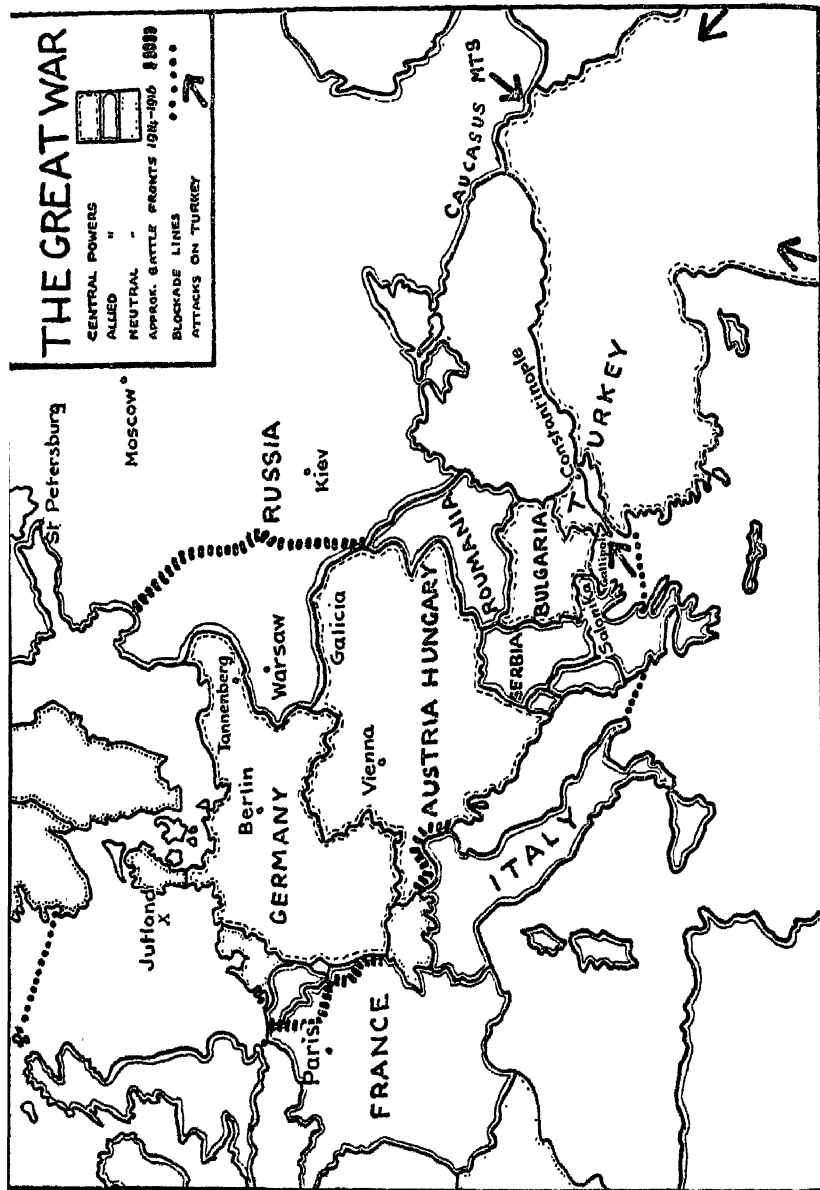 THE GREAT WAR
CENTRAL POWERS
ALLIED "
NEUTRAL "
APPROX. BATTLE FRONTS 1914-1916
BLOCKADE LINES
ATTACKS ON TURKEY
St. Petersburg
Moscow
RUSSIA
Kiev
CAUCASUS MTS
Jutland
X
Tannenberg
Berlin
Warsaw
GERMANY
Galicia
Vienna
AUSTRIA HUNGARY
ROUMANIA
Paris
FRANCE
ITALY
SERBIA
BULGARIA
Constantinople
Salonika
Gallipoli
TURKEY